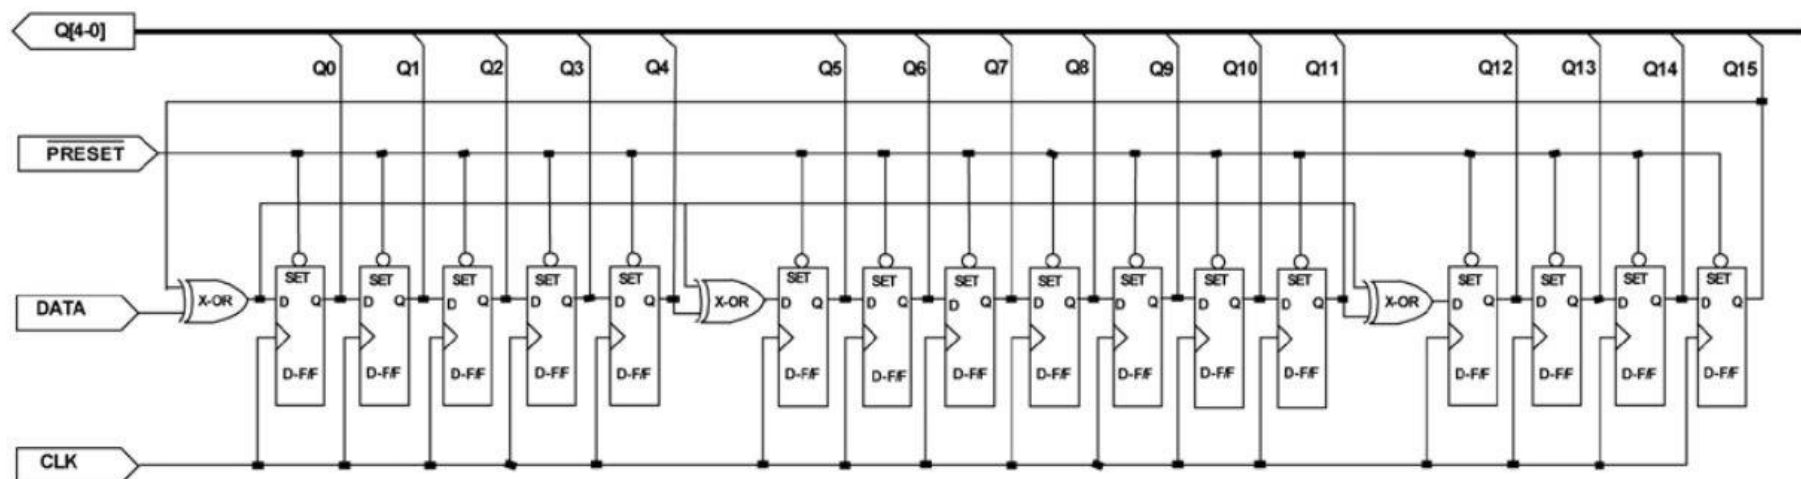 Q[4-0]
Q0 Q1 Q2 Q3 Q4 Q5 Q6 Q7 Q8 Q9 Q10 Q11 Q12 Q13 Q14 Q15
PRESET
SET SET SET SET SET SET SET SET SET SET SET SET SET SET SET SET
DATA
X-OR D Q D Q D Q D Q D Q X-OR D Q D Q D Q D Q D Q D Q D Q X-OR D Q D Q D Q D Q
D-F/F D-F/F D-F/F D-F/F D-F/F D-F/F D-F/F D-F/F D-F/F D-F/F D-F/F D-F/F D-F/F D-F/F D-F/F D-F/F
CLK